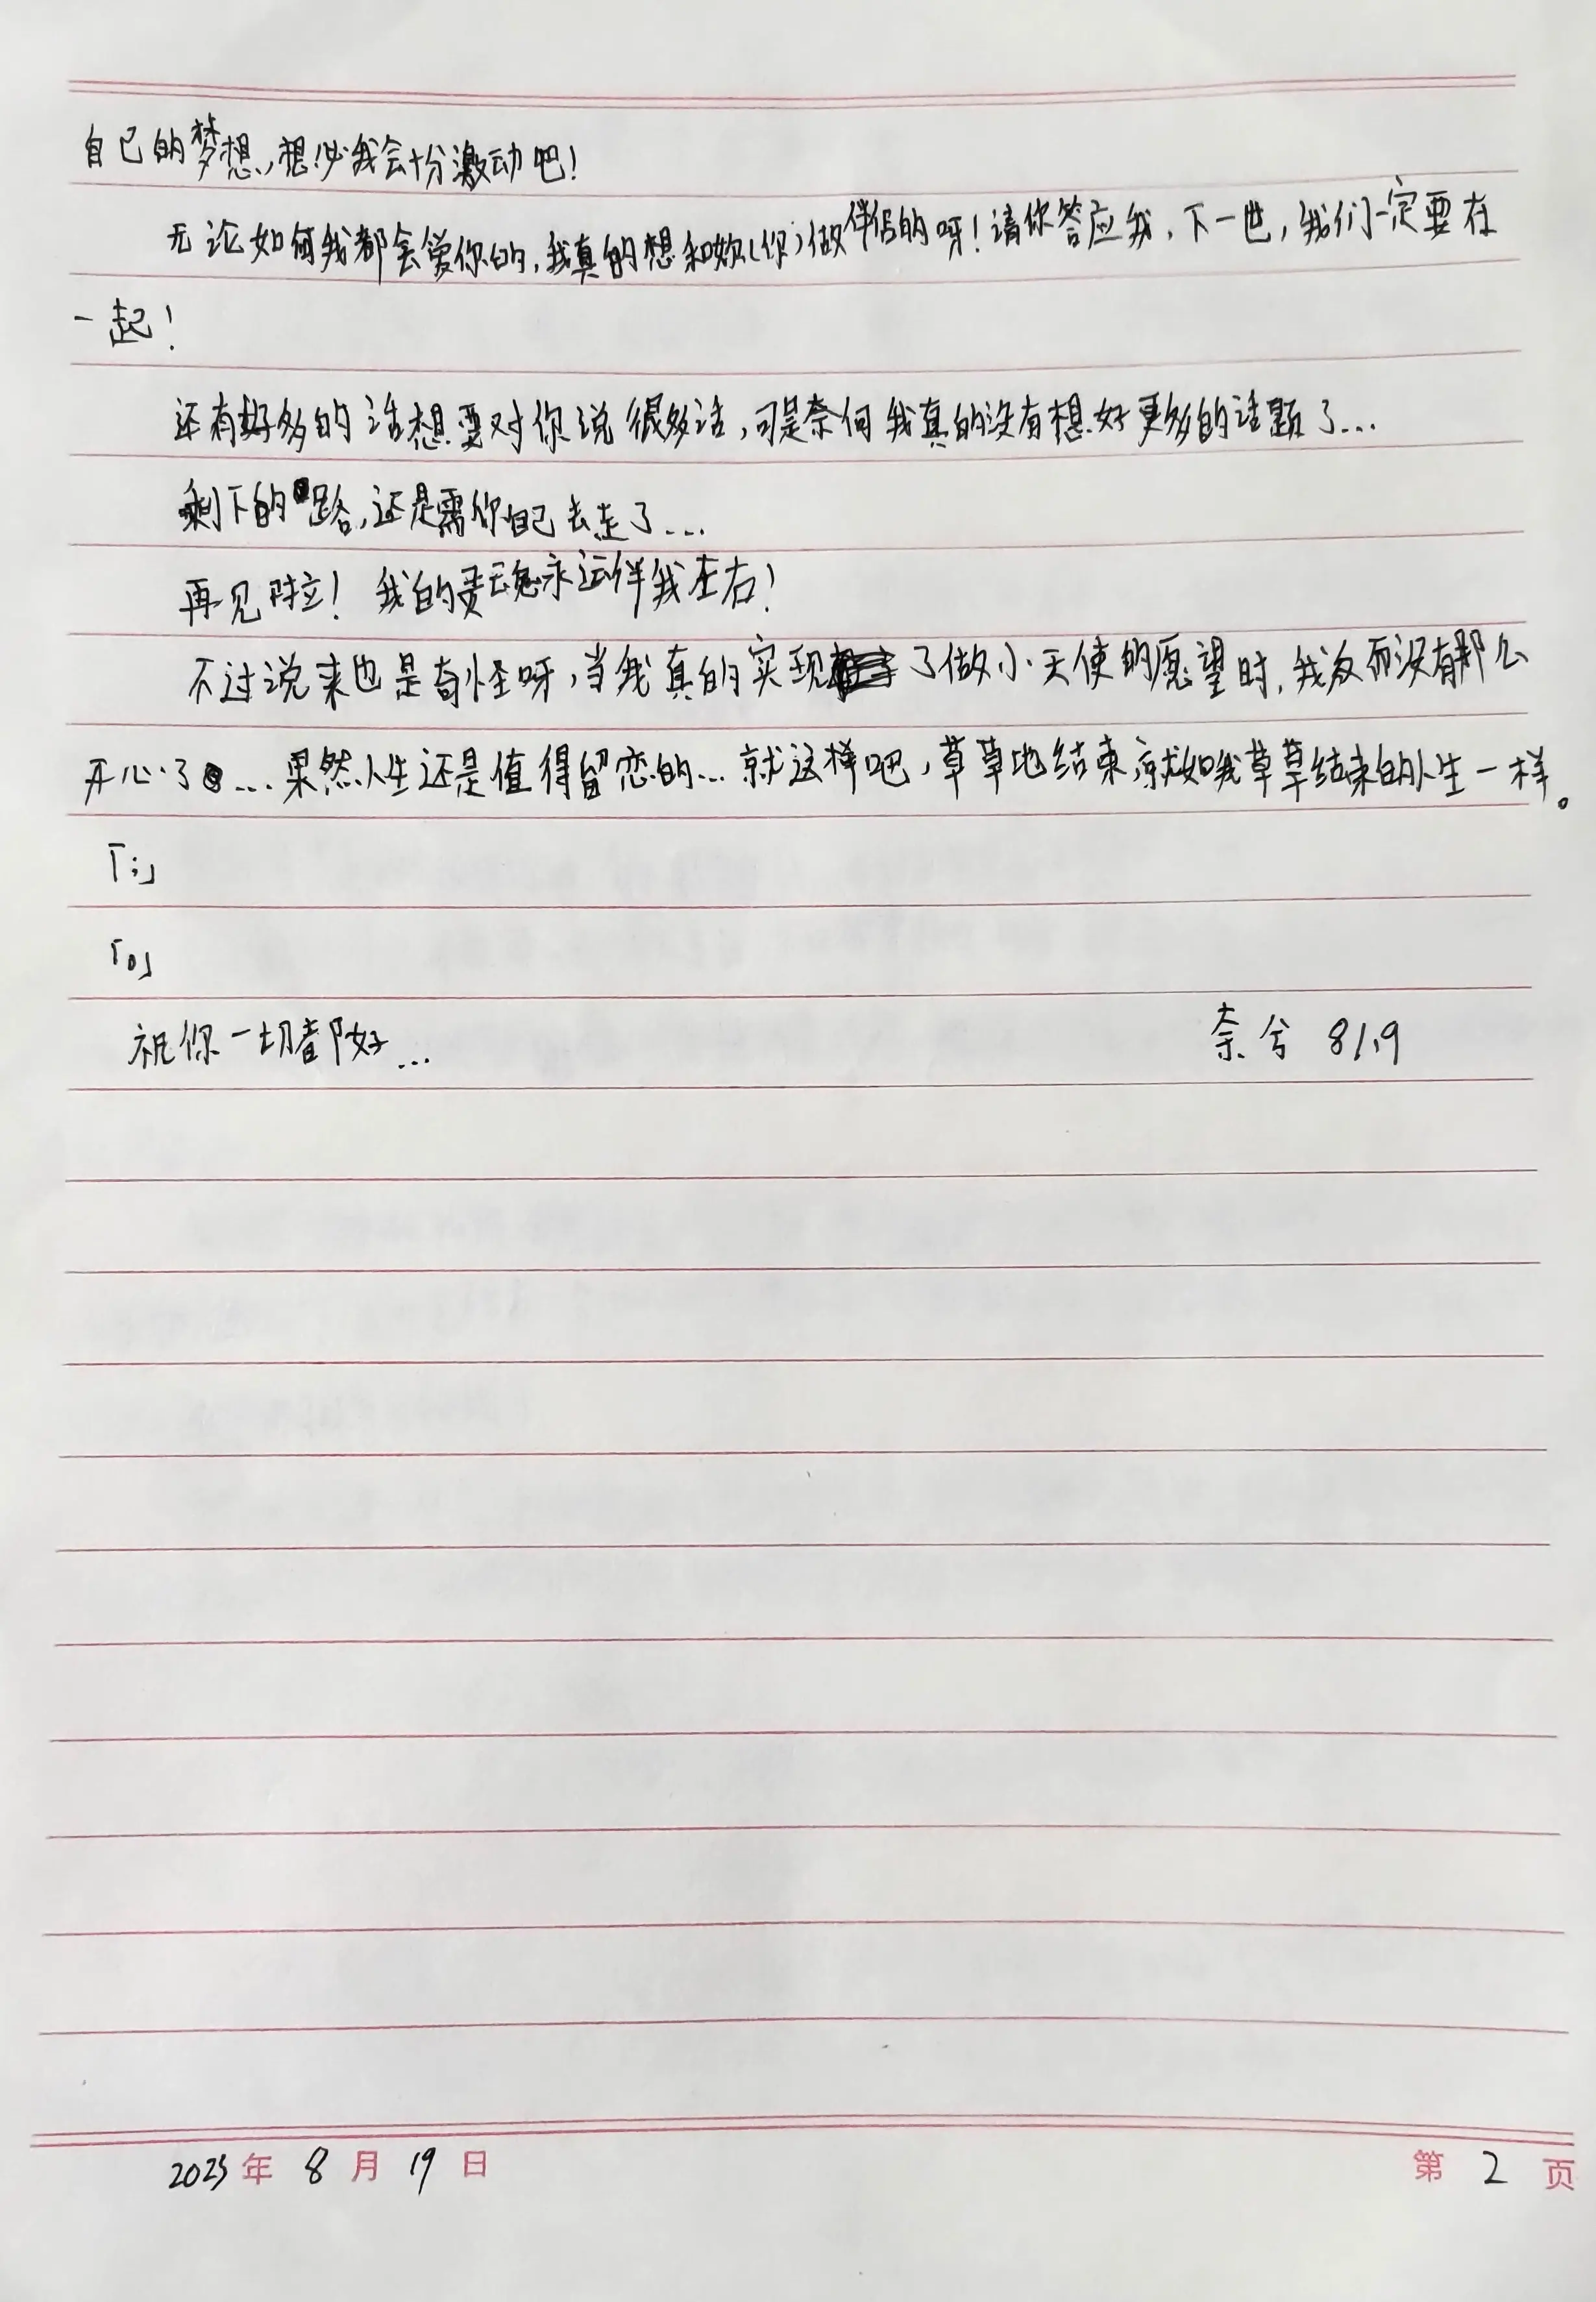 自己的梦想,想必我会十分激动吧!
无论如何我都会爱你的,我真的想和妳(你)做伴侣的呀!请你答应我,下一世,我们一定要在
一起!
还有好多的话想要对你说很多话,可是奈何我真的没有想好更多的话题了...
剩下的路,还是需你自己去走了...
再见啦!我的灵魂永远伴我左右!
不过说来也是奇怪呀,当我真的实现了做小天使的愿望时,我反而没有那么
开心了...果然人生还是值得留恋的...就这样吧,草草地结束,就如我草草结束的人生一样。
「;」
「。」
祝你一切都好... 奈兮 8/19
2023年8月19日 第2页